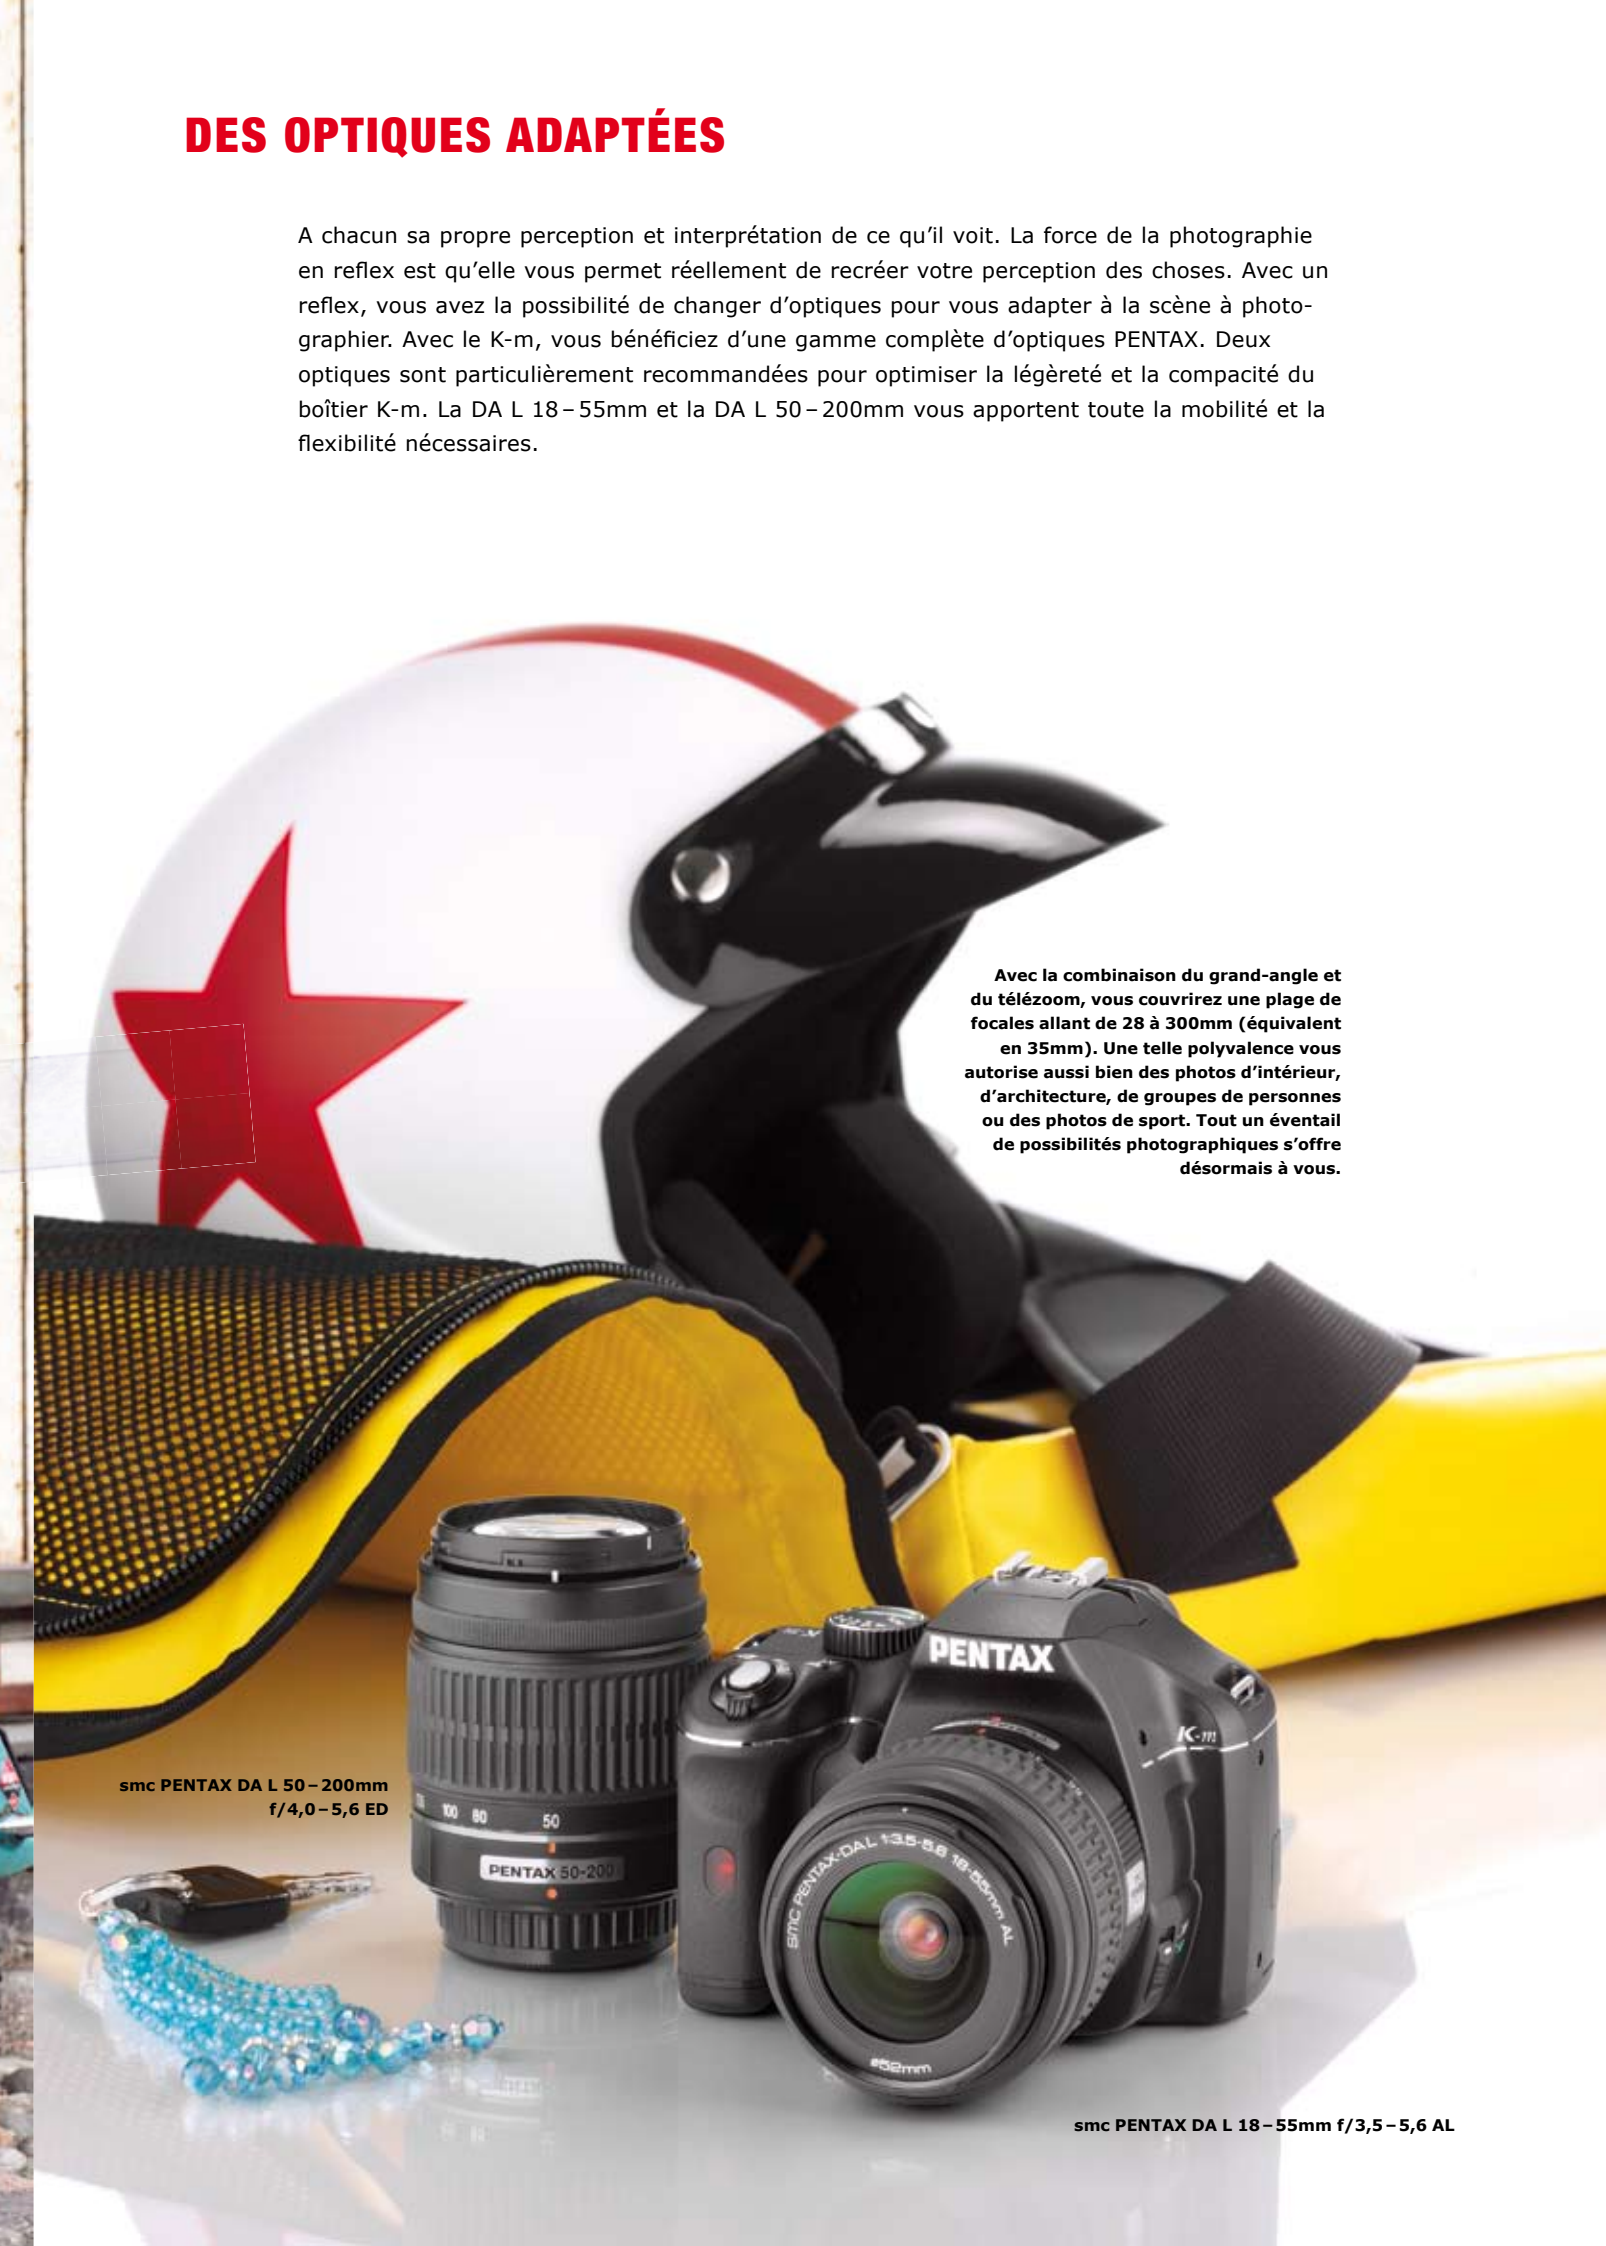 DES OPTIQUES ADAPTÉES
A chacun sa propre perception et interprétation de ce qu’il voit. La force de la photographie
en reflex est qu’elle vous permet réellement de recréer votre perception des choses. Avec un
reflex, vous avez la possibilité de changer d’optiques pour vous adapter à la scène à photo-
graphier. Avec le K-m, vous bénéficiez d’une gamme complète d’optiques PENTAX. Deux
optiques sont particulièrement recommandées pour optimiser la légèreté et la compacité du
boîtier K-m. La DA L 18–55mm et la DA L 50–200mm vous apportent toute la mobilité et la
flexibilité nécessaires.
Avec la combinaison du grand-angle et
du télézoom, vous couvrirez une plage de
focales allant de 28 à 300mm (équivalent
en 35mm). Une telle polyvalence vous
autorise aussi bien des photos d’intérieur,
d’architecture, de groupes de personnes
ou des photos de sport. Tout un éventail
de possibilités photographiques s’offre
désormais à vous.
PENTAX
K-m
smc PENTAX DA L 50–200mm
f/4,0–5,6 ED
100 80 50
PENTAX 50-200
smc PENTAX-DA L 1:3.5-5.6 18-55mm AL
ø52mm
smc PENTAX DA L 18–55mm f/3,5–5,6 AL